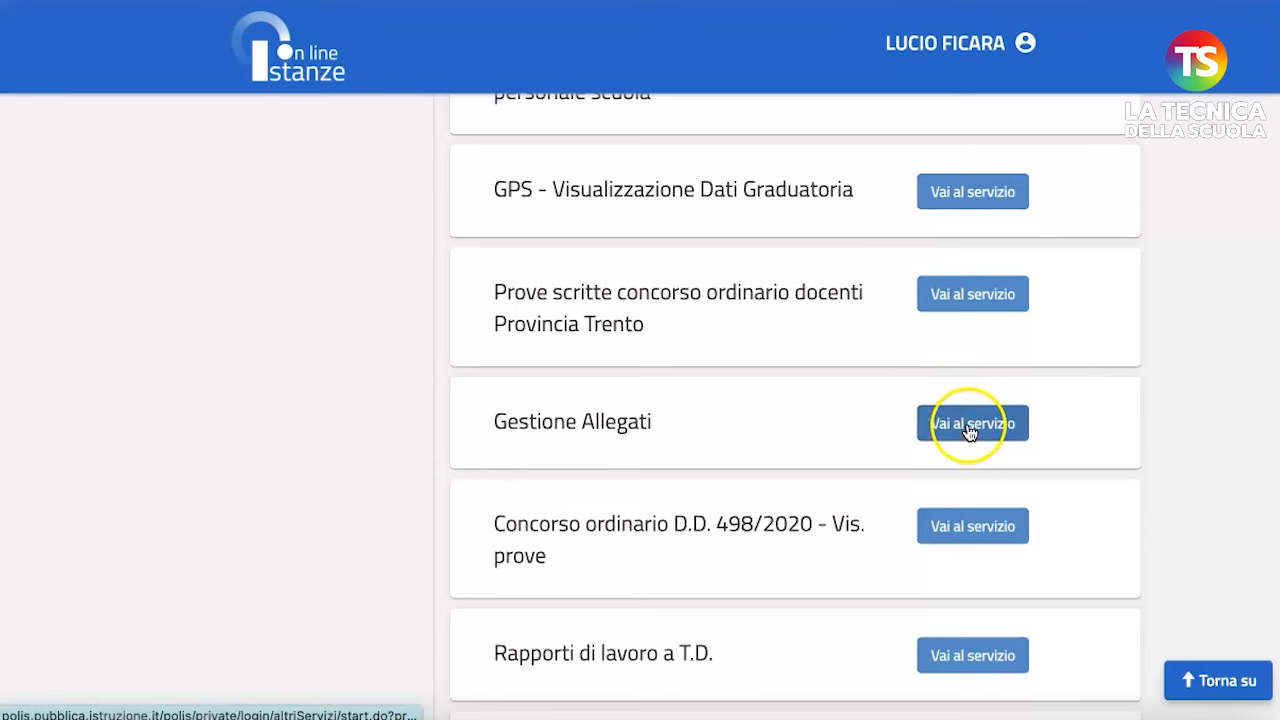 On line
Istanze
LUCIO FICARA
TS
LA TECNICA
DELLA SCUOLA
personale scuola
GPS - Visualizzazione Dati Graduatoria
Vai al servizio
Prove scritte concorso ordinario docenti
Provincia Trento
Vai al servizio
Gestione Allegati
Vai al servizio
Concorso ordinario D.D. 498/2020 - Vis.
prove
Vai al servizio
Rapporti di lavoro a T.D.
Vai al servizio
Torna su
polis.pubblica.istruzione.it/polis/private/login/altriServizi/start.do?pr...